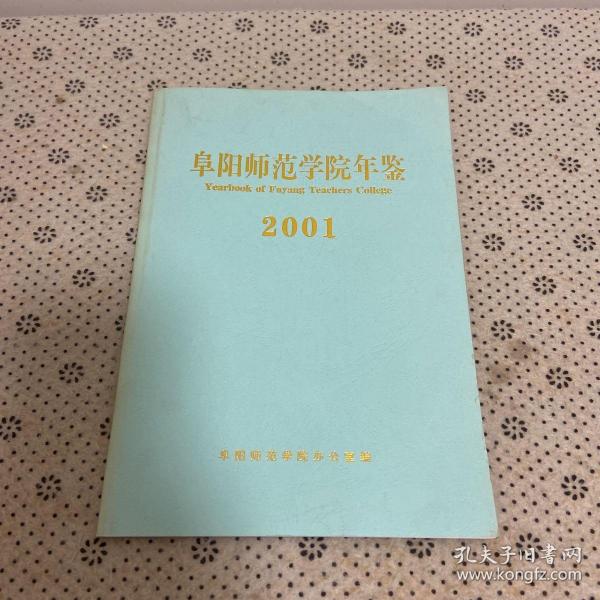 阜阳师范学院年鉴
Yearbook of Fuyang Teachers College
2001
阜阳师范学院办公室编
孔夫子旧书网
www.kongfz.com